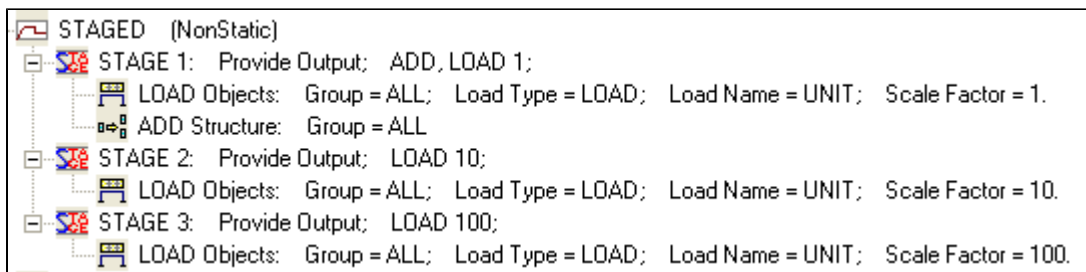 STAGED (NonStatic)
STAGE 1: Provide Output; ADD, LOAD 1;
LOAD Objects: Group = ALL; Load Type = LOAD; Load Name = UNIT; Scale Factor = 1.
ADD Structure: Group = ALL
STAGE 2: Provide Output; LOAD 10;
LOAD Objects: Group = ALL; Load Type = LOAD; Load Name = UNIT; Scale Factor = 10.
STAGE 3: Provide Output; LOAD 100;
LOAD Objects: Group = ALL; Load Type = LOAD; Load Name = UNIT; Scale Factor = 100.